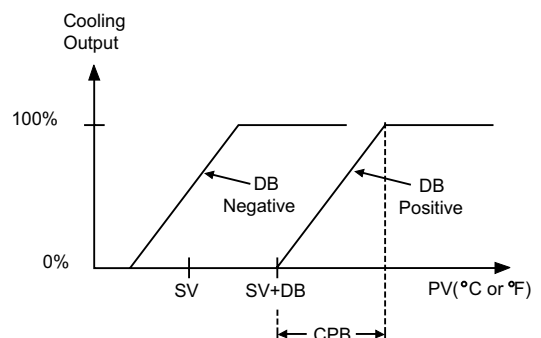 Cooling
Output
100%
DB
Negative
DB
Positive
0%
SV
SV+DB
PV(°C or °F)
CPB